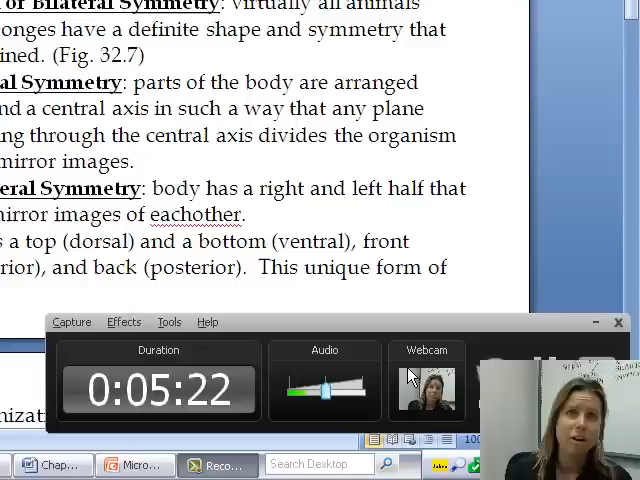 of Bilateral Symmetry: virtually all animals
ponges have a definite shape and symmetry that
ined. (Fig. 32.7)
al Symmetry: parts of the body are arranged
nd a central axis in such a way that any plane
ng through the central axis divides the organism
mirror images.
eral Symmetry: body has a right and left half that
mirror images of eachother.
s a top (dorsal) and a bottom (ventral), front
rior), and back (posterior). This unique form of
Capture Effects Tools Help
Duration Audio Webcam
0:05:22
nizat
100
Chap... Micro... Reco... Search Desktop Jabra